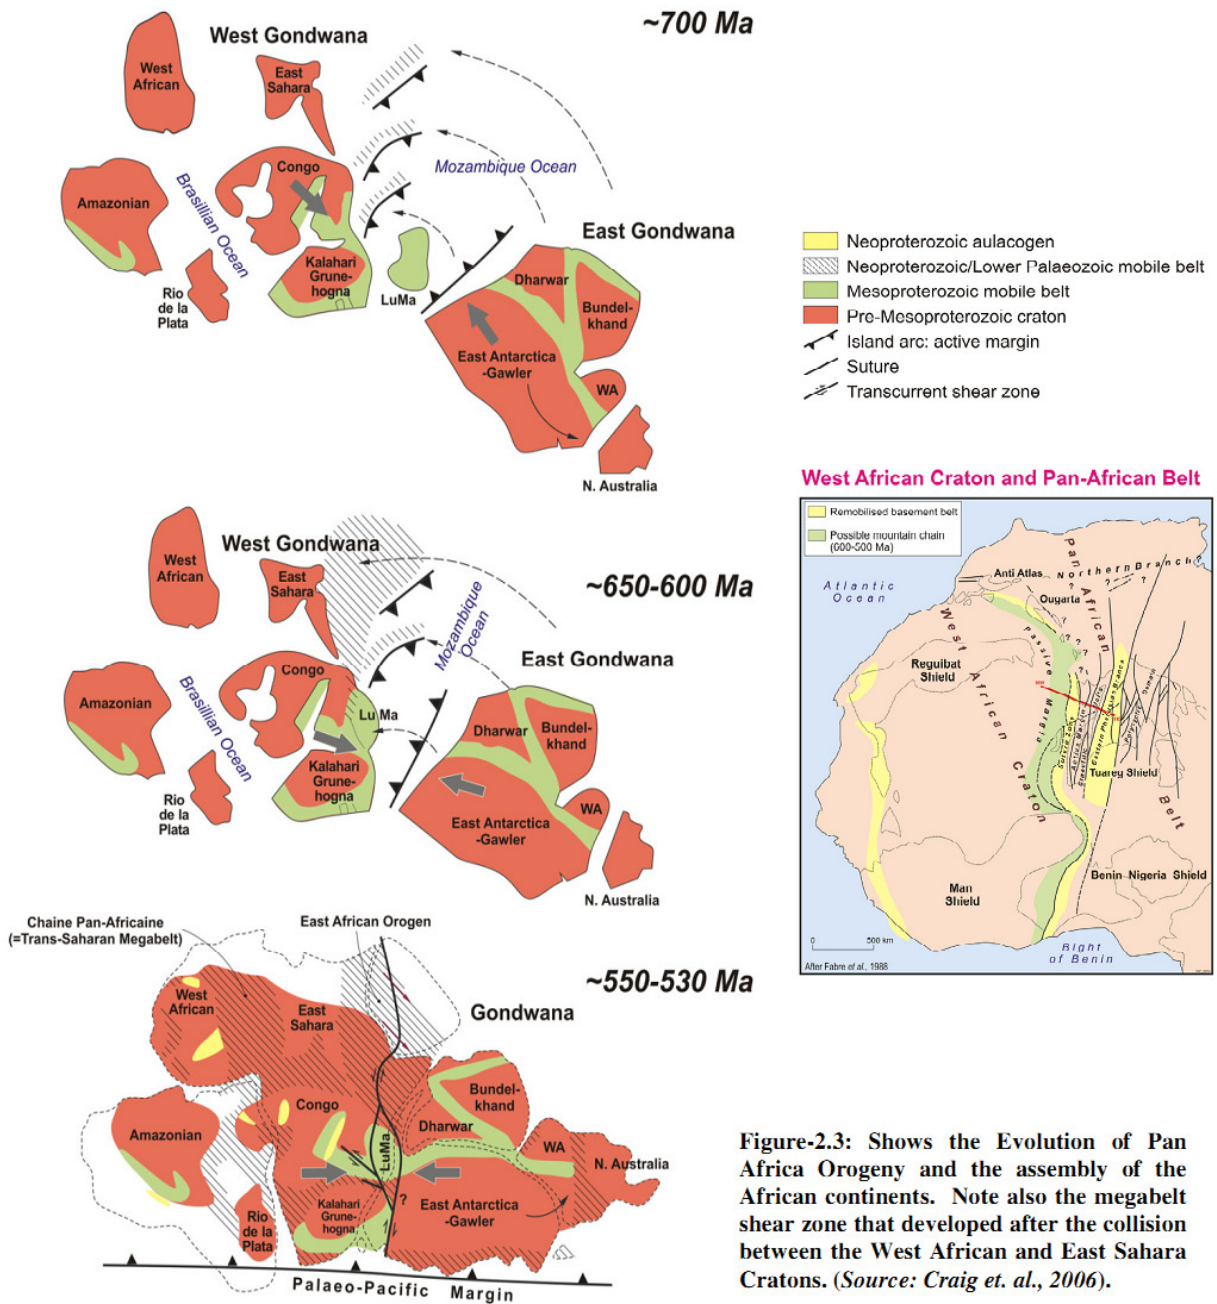 ~700 Ma
West Gondwana
West
African
East
Sahara
Congo
Mozambique Ocean
Amazonian
Brasillian Ocean
East Gondwana
Kalahari
Grune-
hogna
LuMa
Rio
de la
Plata
Dharwar
Bundel-
khand
East Antarctica
-Gawler
WA
N. Australia
Neoproterozoic aulacogen
Neoproterozoic/Lower Palaeozoic mobile belt
Mesoproterozoic mobile belt
Pre-Mesoproterozoic craton
Island arc: active margin
Suture
Transcurrent shear zone
~650-600 Ma
West Gondwana
West
African
East
Sahara
Mozambique
Ocean
East Gondwana
Congo
Amazonian
Brasillian Ocean
Lu Ma
Dharwar
Bundel-
khand
Kalahari
Grune-
hogna
Rio
de la
Plata
East Antarctica
-Gawler
WA
N. Australia
West African Craton and Pan-African Belt
Remobilised basement belt
Possible mountain chain
(600-500 Ma)
Atlantic
Ocean
Anti Atlas
Northern Branch
Ougarta
Pan African Belt
West African Craton
Passive Margin
Reguibat
Shield
Suture Zone
Tuareg Shield
Man
Shield
Benin Nigeria Shield
Bight
of Benin
0 500 km
After Fabre et al., 1988
Chaine Pan-Africaine
(=Trans-Saharan Megabelt)
East African Orogen
~550-530 Ma
Gondwana
West
African
East
Sahara
Congo
Amazonian
Bundel-
khand
Dharwar
LuMa
WA
N. Australia
Kalahari
Grune-
hogna
?
East Antarctica
-Gawler
Rio
de la
Plata
Palaeo-Pacific Margin
Figure-2.3: Shows the Evolution of Pan
Africa Orogeny and the assembly of the
African continents. Note also the megabelt
shear zone that developed after the collision
between the West African and East Sahara
Cratons. (Source: Craig et. al., 2006).